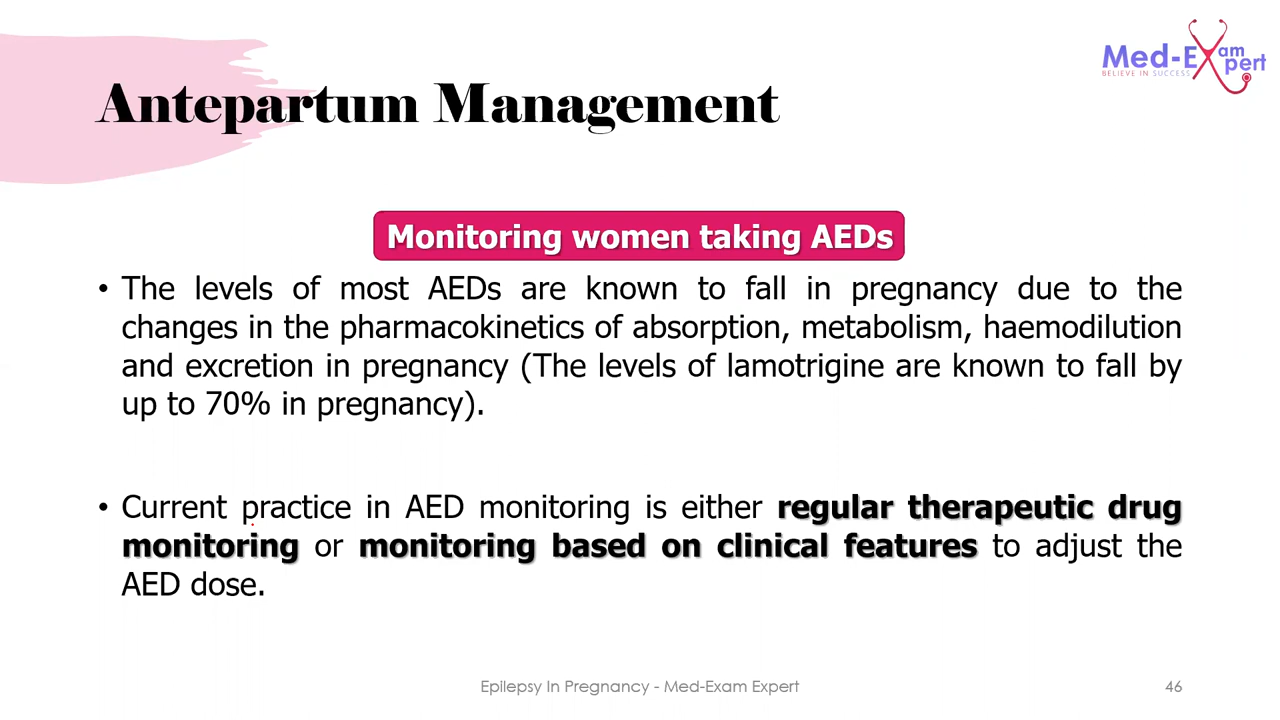 Med-Exam Expert
BELIEVE IN SUCCESS
Antepartum Management
Monitoring women taking AEDs
• The levels of most AEDs are known to fall in pregnancy due to the
changes in the pharmacokinetics of absorption, metabolism, haemodilution
and excretion in pregnancy (The levels of lamotrigine are known to fall by
up to 70% in pregnancy).
• Current practice in AED monitoring is either regular therapeutic drug
monitoring or monitoring based on clinical features to adjust the
AED dose.
Epilepsy In Pregnancy - Med-Exam Expert
46